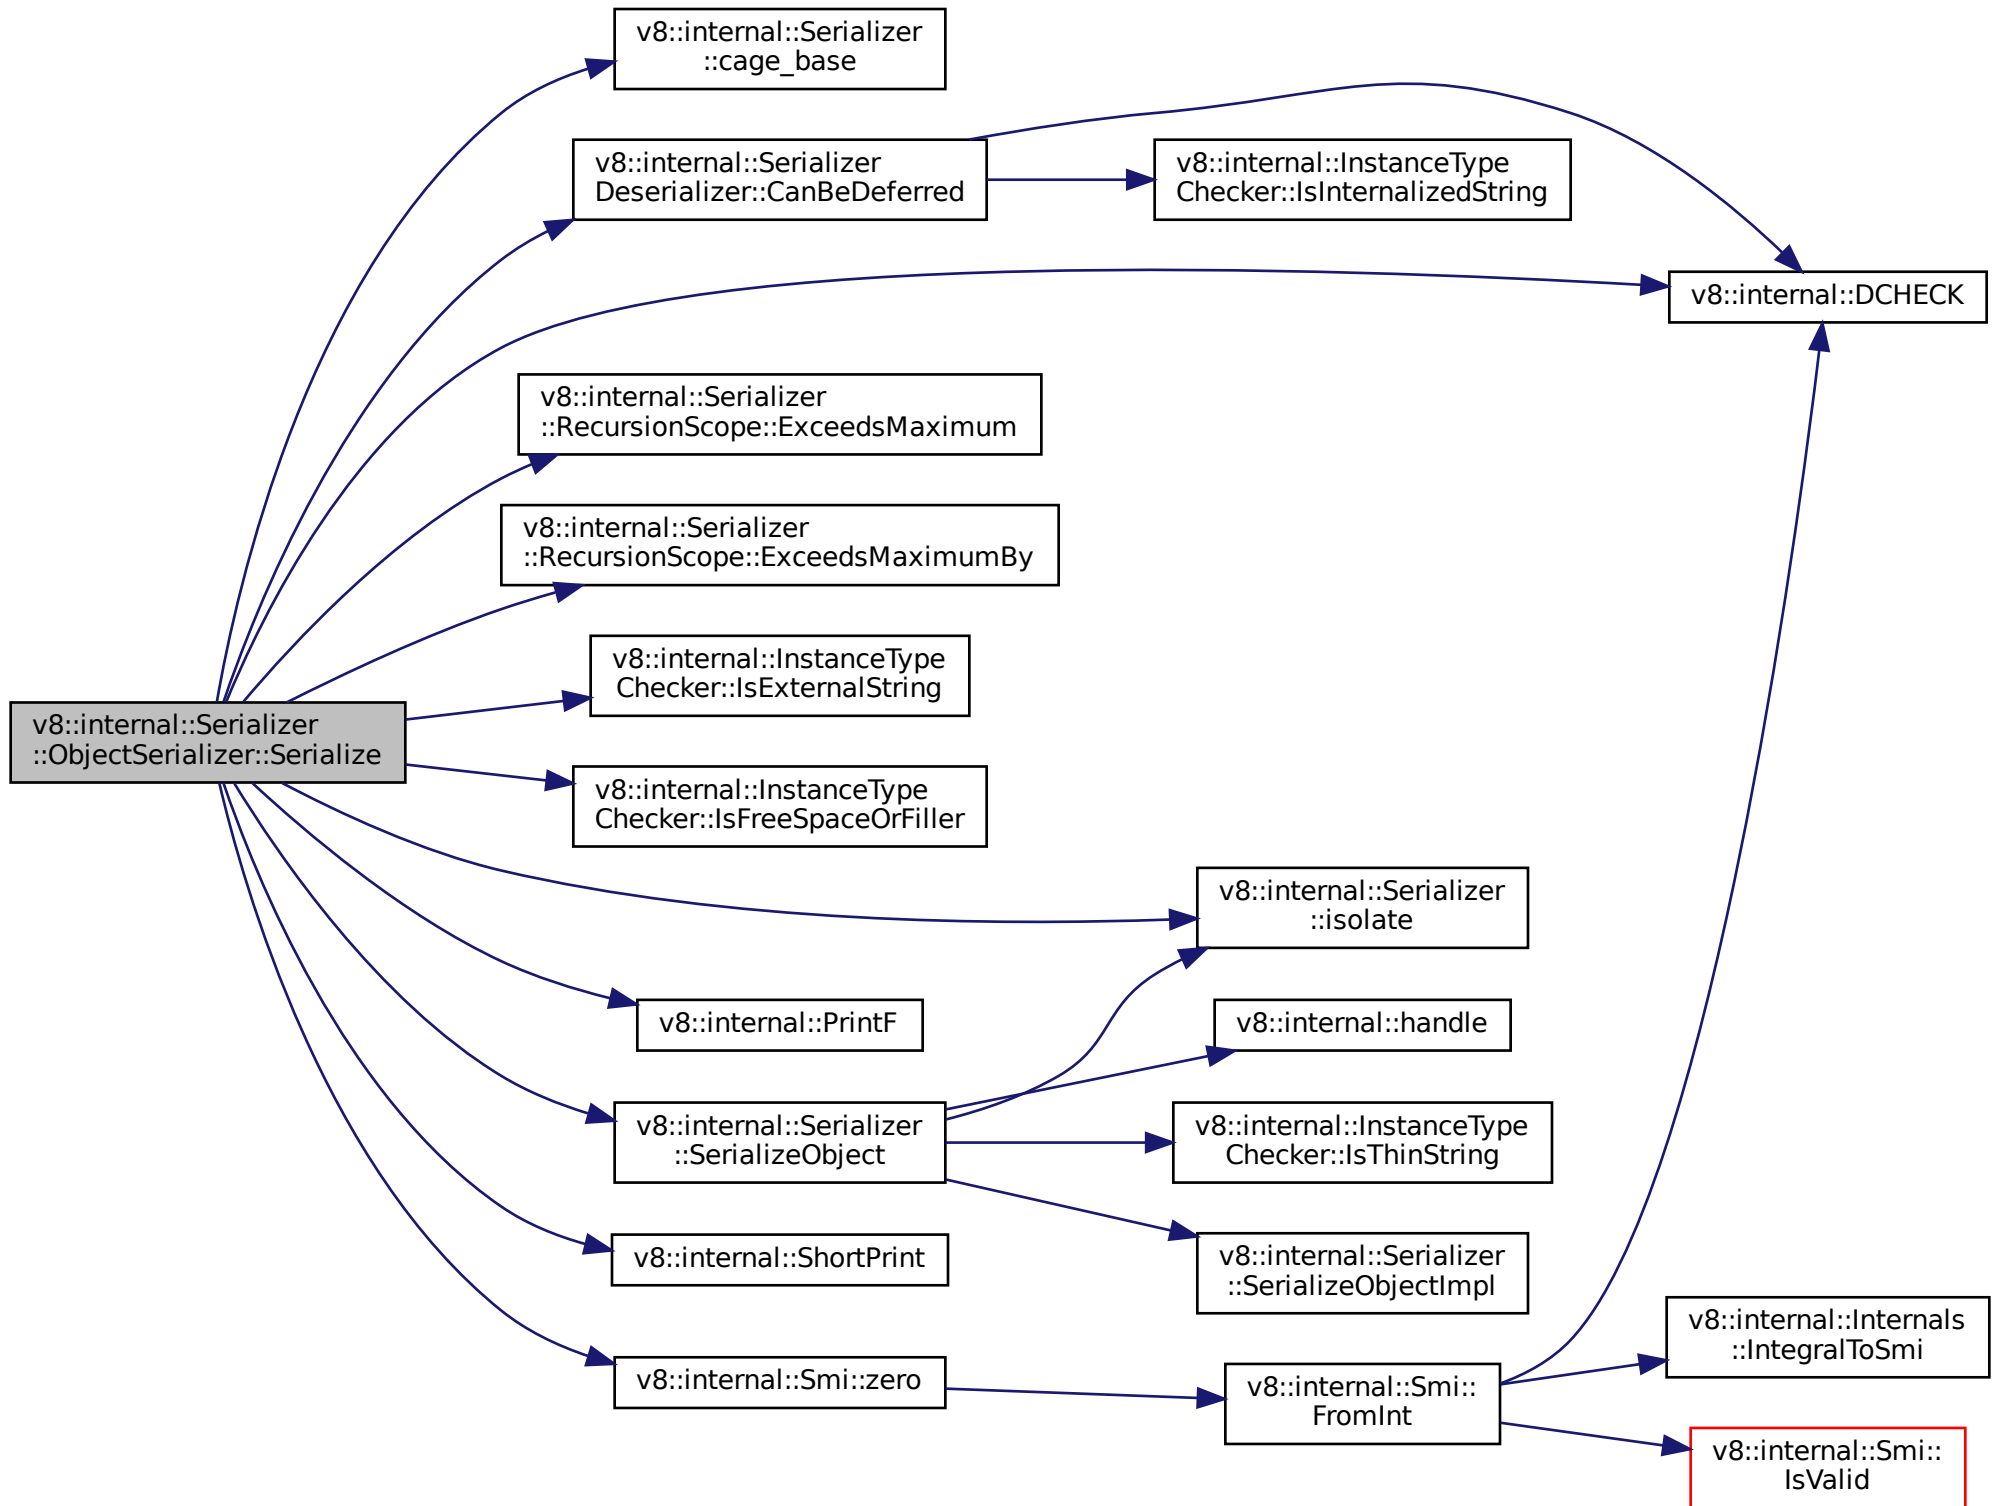 v8::internal::Serializer
::cage_base
v8::internal::Serializer
Deserializer::CanBeDeferred
v8::internal::InstanceType
Checker::IsInternalizedString
v8::internal::DCHECK
v8::internal::Serializer
::RecursionScope::ExceedsMaximum
v8::internal::Serializer
::RecursionScope::ExceedsMaximumBy
v8::internal::InstanceType
Checker::IsExternalString
v8::internal::Serializer
::ObjectSerializer::Serialize
v8::internal::InstanceType
Checker::IsFreeSpaceOrFiller
v8::internal::Serializer
::isolate
v8::internal::PrintF
v8::internal::handle
v8::internal::Serializer
::SerializeObject
v8::internal::InstanceType
Checker::IsThinString
v8::internal::ShortPrint
v8::internal::Serializer
::SerializeObjectImpl
v8::internal::Internals
::IntegralToSmi
v8::internal::Smi::zero
v8::internal::Smi::
FromInt
v8::internal::Smi::
IsValid